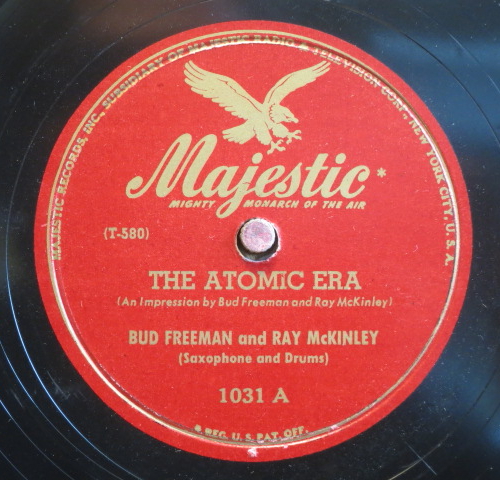 MAJESTIC RECORDS, INC. SUBSIDIARY OF MAJESTIC RADIO & TELEVISION CORP., NEW YORK CITY, U.S.A.
Majestic*
MIGHTY MONARCH OF THE AIR
(T-580)
THE ATOMIC ERA
(An Impression by Bud Freeman and Ray McKinley)
BUD FREEMAN and RAY McKINLEY
(Saxophone and Drums)
1031 A
* REG. U.S. PAT. OFF.